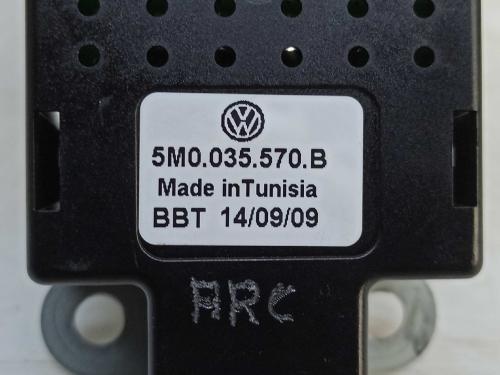 5M0.035.570.B
Made inTunisia
BBT 14/09/09
ARC